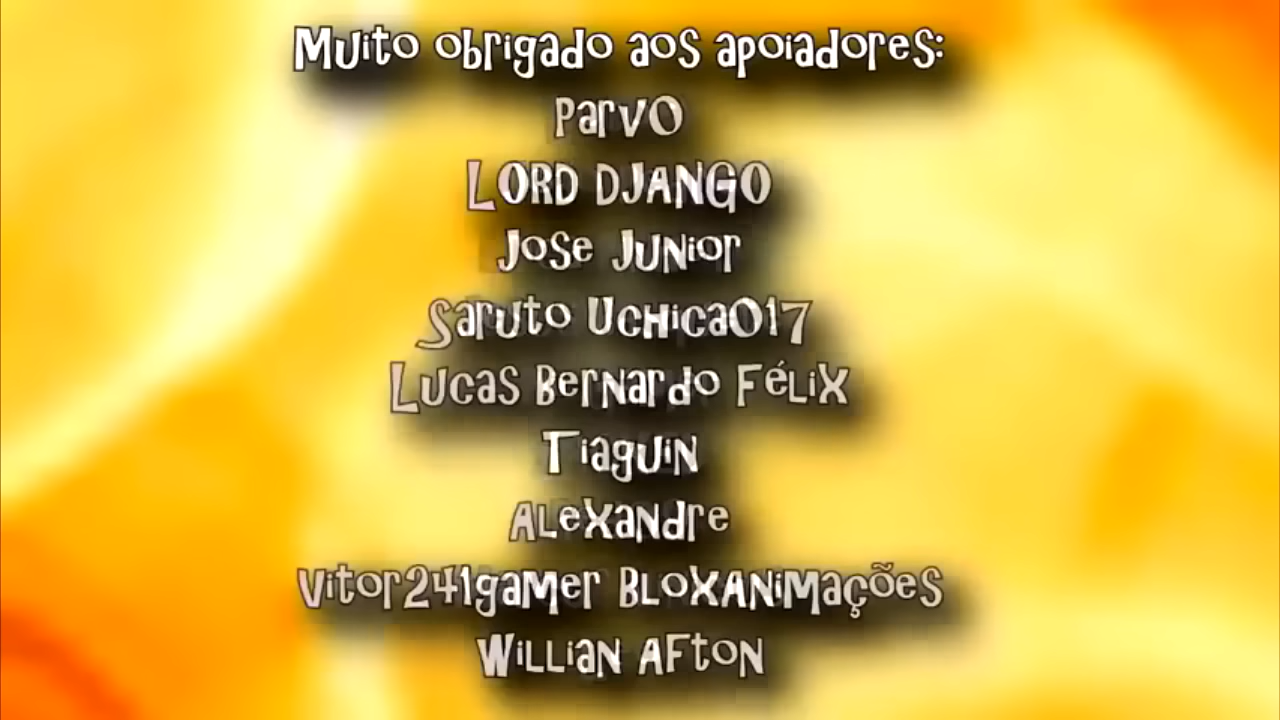 Muito obrigado aos apoiadores:
Parvo
LORD DJANGO
Jose Junior
Saruto Uchica017
Lucas Bernardo Félix
Tiaguin
Alexandre
Vitor241gamer BLOXANIMAções
Willian Afton